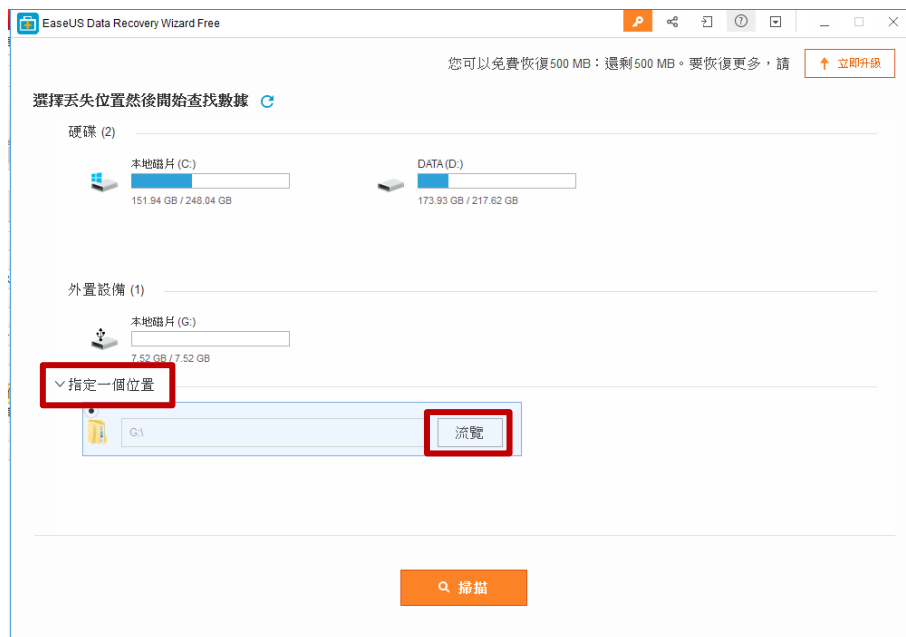 EaseUS Data Recovery Wizard Free
您可以免費恢復500 MB：還剩500 MB。要恢復更多，請
立即升級
選擇丟失位置然後開始查找數據
硬碟 (2)
本地磁片 (C:)
151.94 GB / 248.04 GB
DATA (D:)
173.93 GB / 217.62 GB
外置設備 (1)
本地磁片 (G:)
7.52 GB / 7.52 GB
指定一個位置
G:\
流覽
掃描